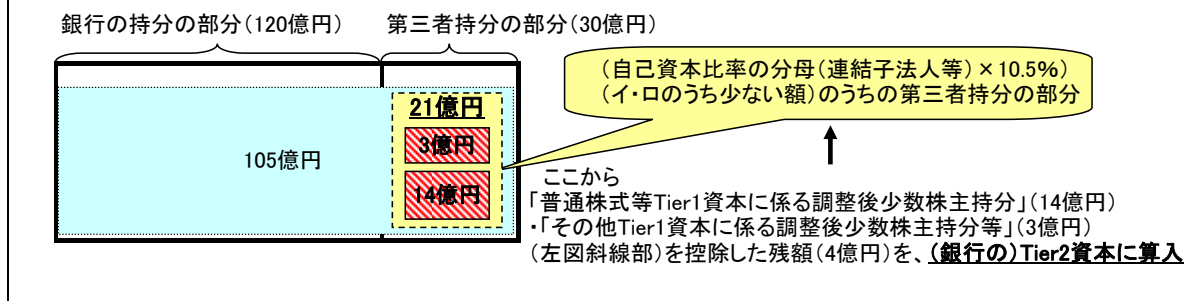 銀行の持分の部分（120億円）　第三者持分の部分（30億円）
（自己資本比率の分母（連結子法人等）×10.5％）
（イ・ロのうち少ない額）のうちの第三者持分の部分
21億円
3億円
105億円
14億円
ここから
「普通株式等Tier1資本に係る調整後少数株主持分」（14億円）
・「その他Tier1資本に係る調整後少数株主持分等」（3億円）
（左図斜線部）を控除した残額（4億円）を、（銀行の）Tier2資本に算入